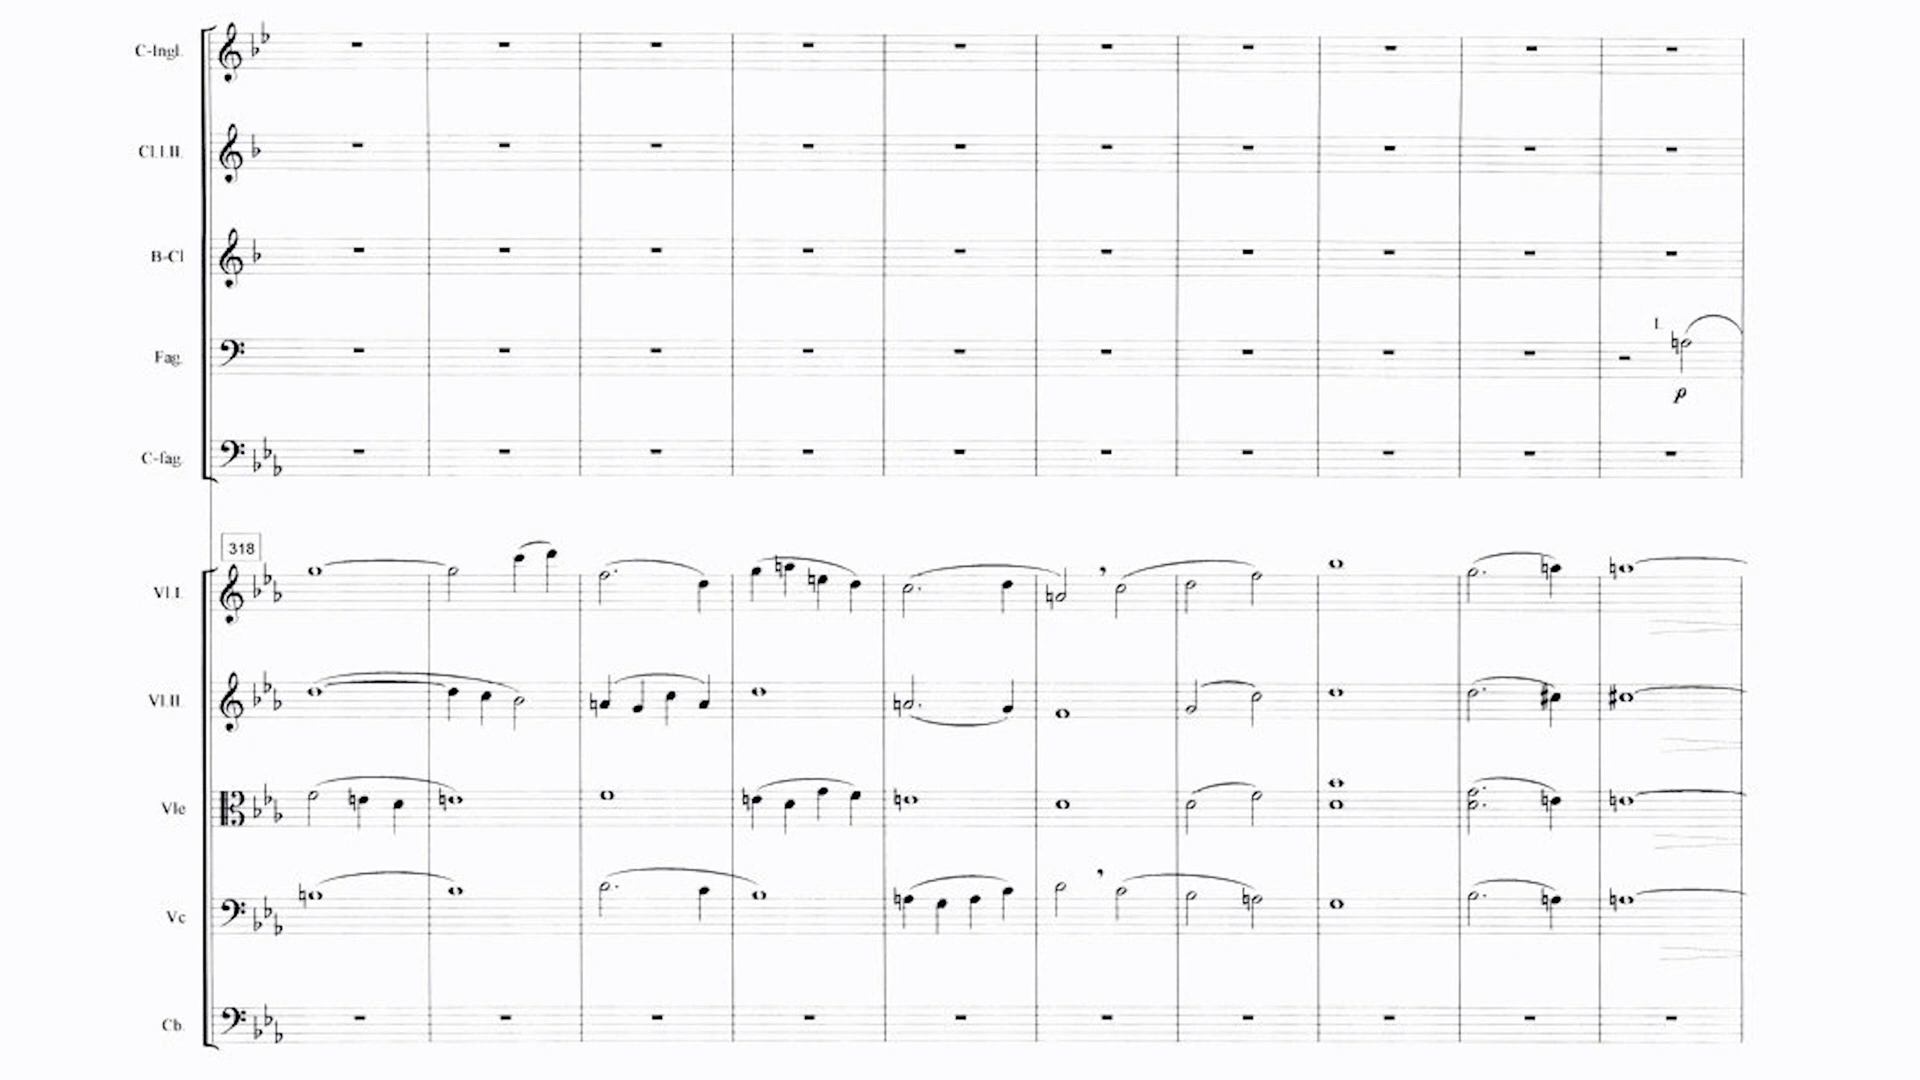 C-Ingl.
Cl.I.II.
B-Cl
Fag.
I.
p
C-fag.
318
Vl I.
Vl.II.
Vle
Vc
Cb.